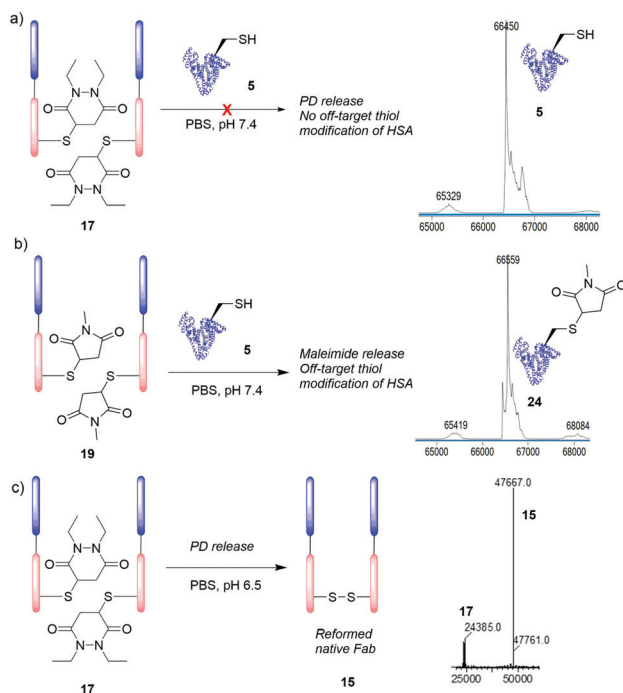 a)
N N
O O
S S
O O
N N
17
SH
5
X
PBS, pH 7.4
PD release
No off-target thiol
modification of HSA
66450
SH
5
65329
65000 66000 67000 68000
b)
N
O O
S S
O O
N
19
SH
5
PBS, pH 7.4
Maleimide release
Off-target thiol
modification of HSA
66559
N
O O
S
24
65419
68084
65000 66000 67000 68000
c)
N N
O O
S S
O O
N N
17
PD release
PBS, pH 6.5
S–S
Reformed
native Fab
15
47667.0
15
17
24385.0
47761.0
25000 50000